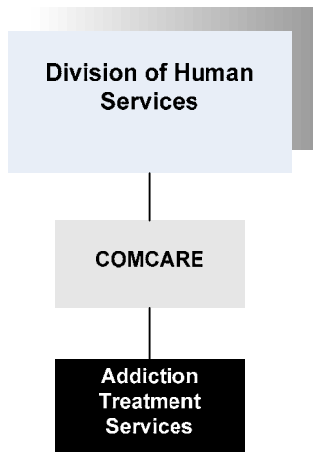 Division of Human
Services
COMCARE
Addiction
Treatment
Services